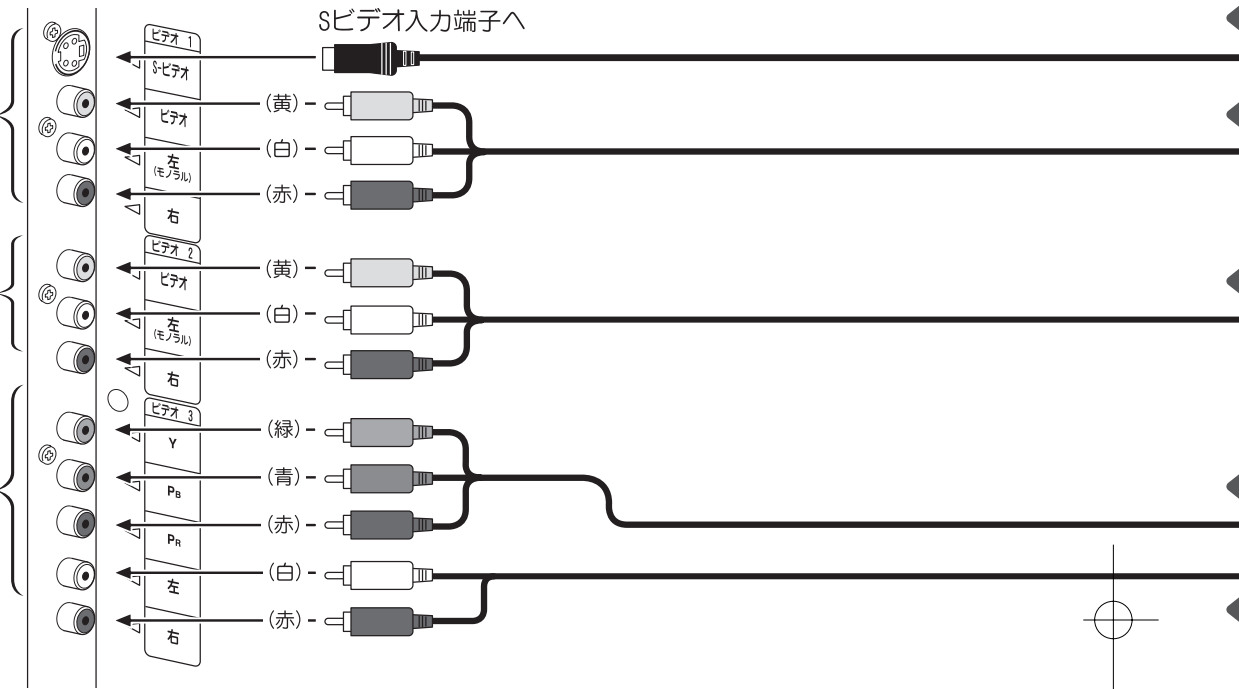 Sビデオ入力端子へ
ビデオ 1
S-ビデオ
(黄)
ビデオ
(白)
左
(モノラル)
(赤)
右
ビデオ 2
(黄)
ビデオ
(白)
左
(モノラル)
(赤)
右
ビデオ 3
(緑)
Y
(青)
PB
(赤)
PR
(白)
左
(赤)
右